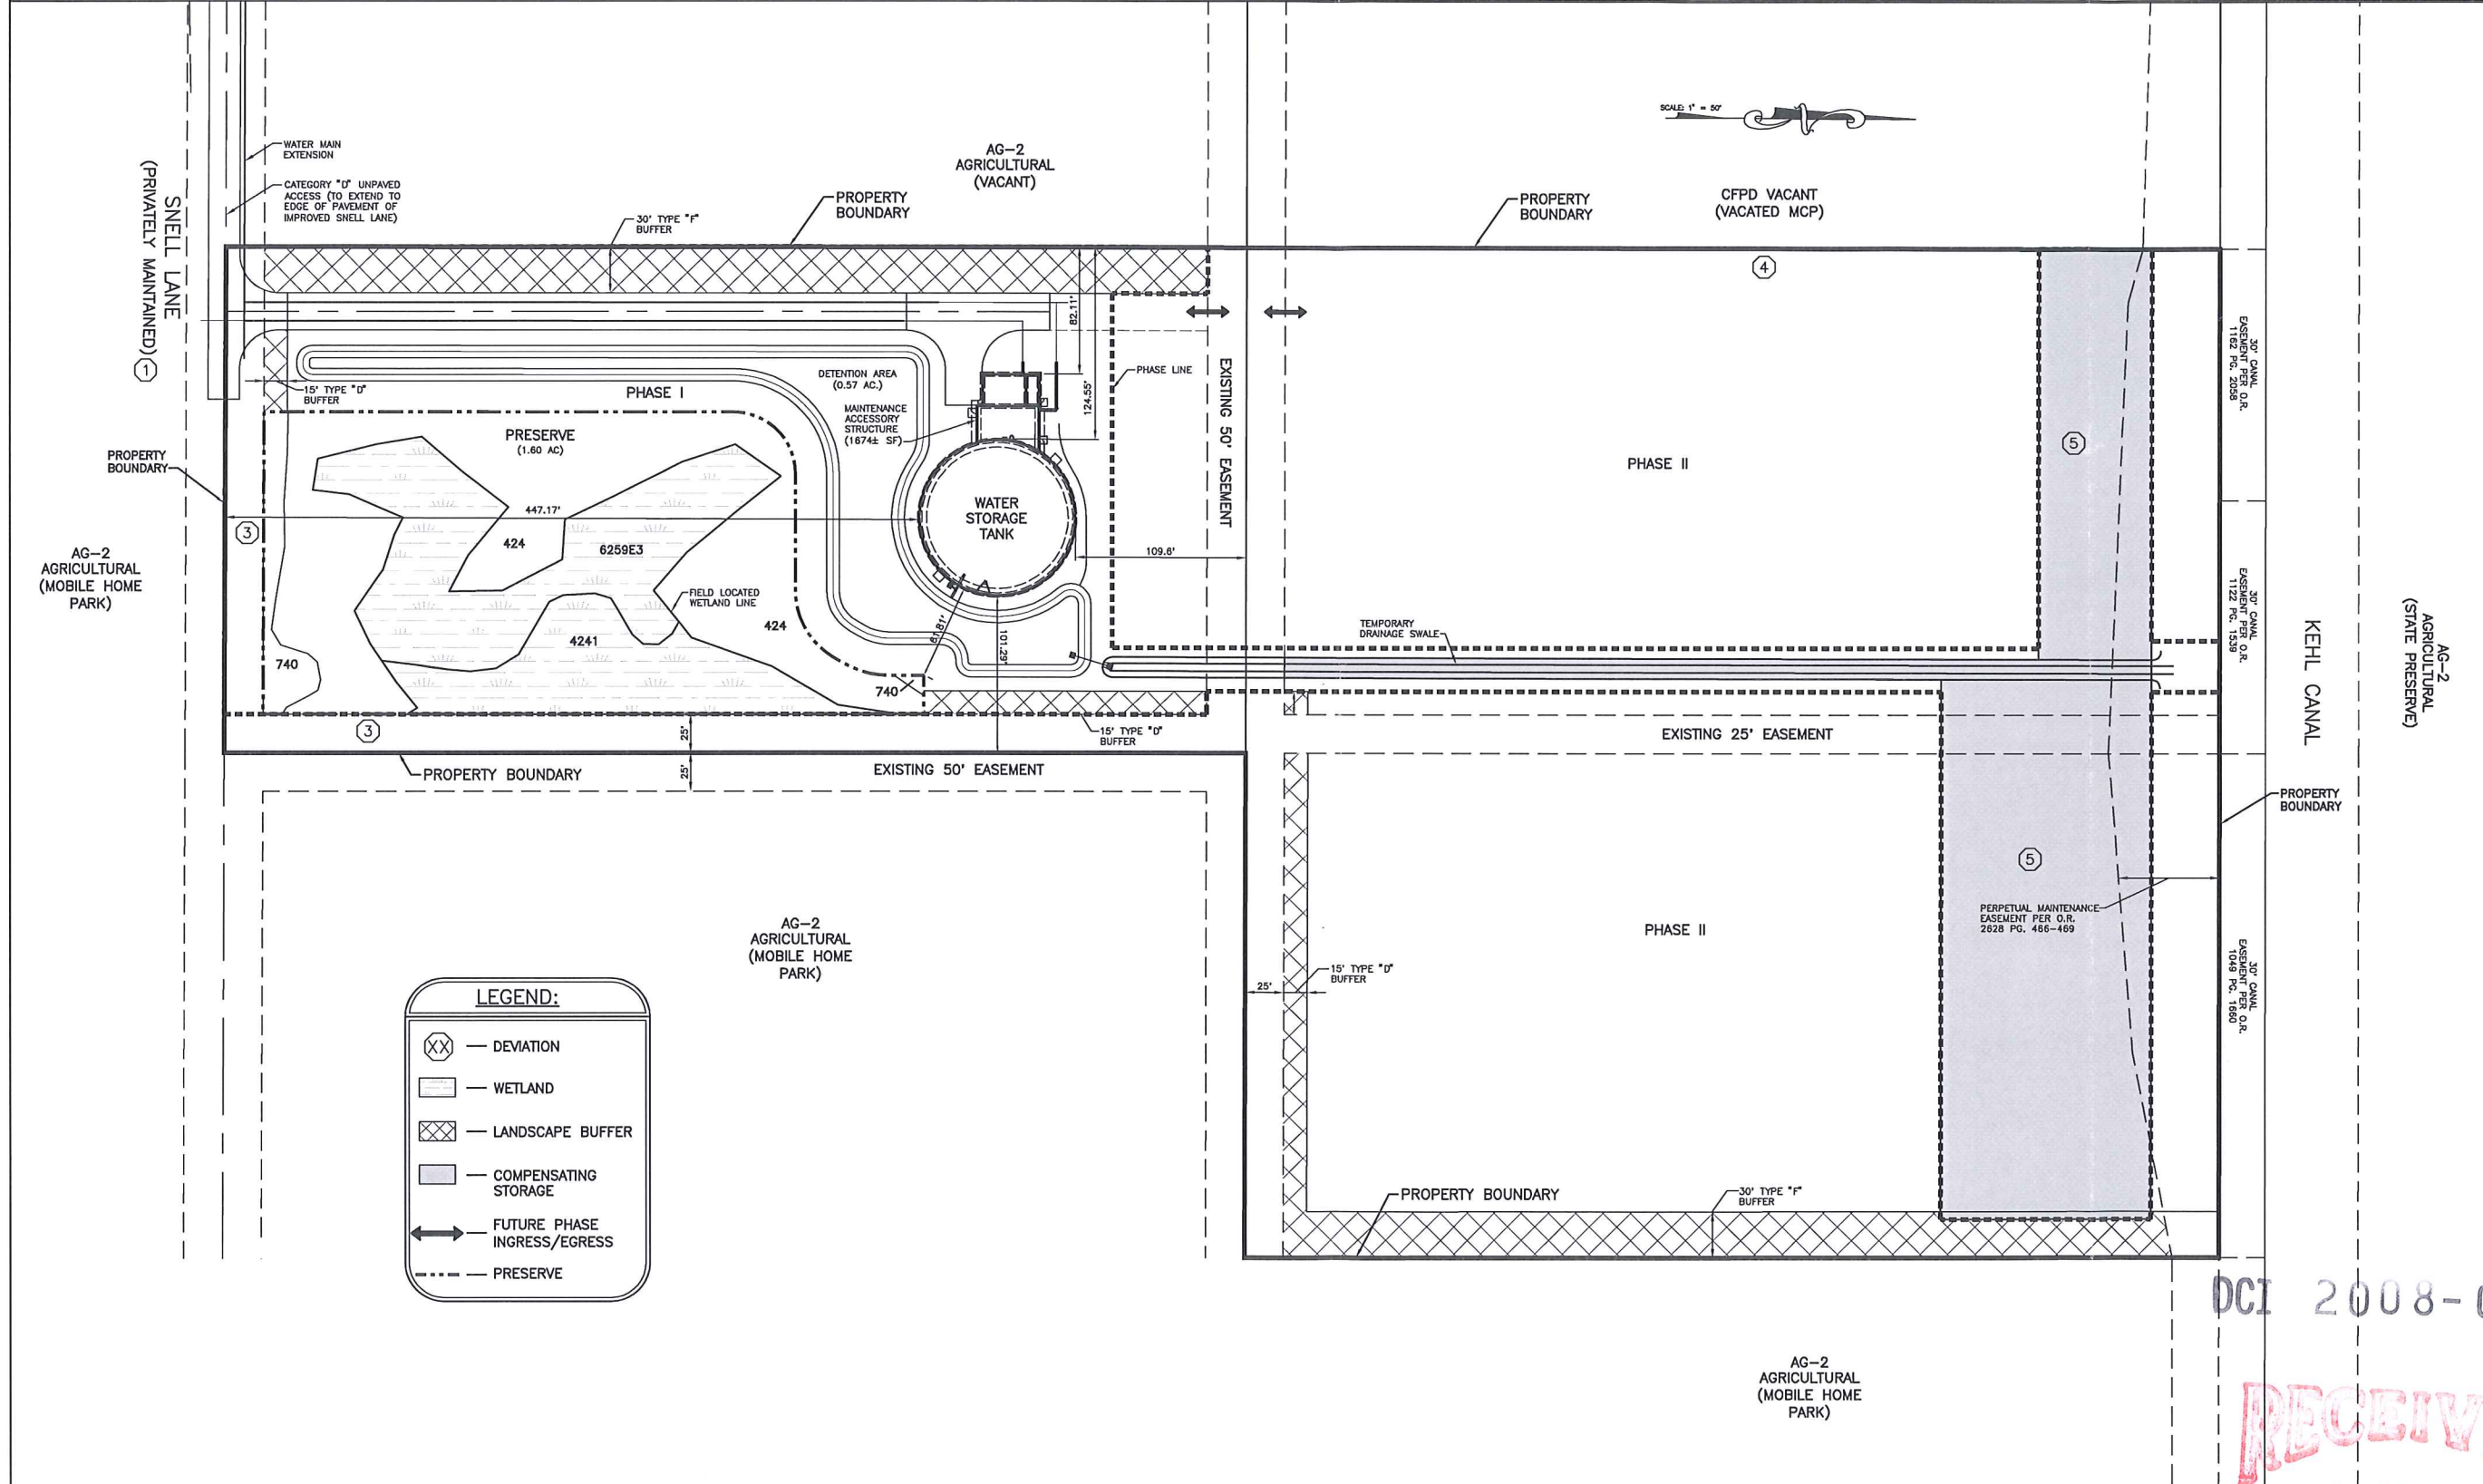 SCALE: 1" = 50'
WATER MAIN
EXTENSION
CATEGORY "D" UNPAVED
ACCESS (TO EXTEND TO
EDGE OF PAVEMENT OF
IMPROVED SNELL LANE)
SNELL LANE
(PRIVATELY MAINTAINED)
1
AG-2
AGRICULTURAL
(VACANT)
PROPERTY
BOUNDARY
30' TYPE "F"
BUFFER
PROPERTY
BOUNDARY
CFPD VACANT
(VACATED MCP)
4
82.11'
124.55'
15' TYPE "D"
BUFFER
PHASE I
DETENTION AREA
(0.57 AC.)
MAINTENANCE
ACCESSORY
STRUCTURE
(1674± SF)
PHASE LINE
EXISTING 50' EASEMENT
PRESERVE
(1.60 AC)
PROPERTY
BOUNDARY
447.17'
3
424
6259E3
WATER
STORAGE
TANK
109.6'
PHASE II
5
30' CANAL
EASEMENT PER O.R.
1162 PG. 2058
30' CANAL
EASEMENT PER O.R.
1122 PG. 1539
30' CANAL
EASEMENT PER O.R.
1049 PG. 1660
KEHL CANAL
AG-2
AGRICULTURAL
(STATE PRESERVE)
AG-2
AGRICULTURAL
(MOBILE HOME
PARK)
FIELD LOCATED
WETLAND LINE
424
4241
740
740
61.81'
101.29'
TEMPORARY
DRAINAGE SWALE
3
25'
25'
15' TYPE "D"
BUFFER
PROPERTY BOUNDARY
EXISTING 50' EASEMENT
EXISTING 25' EASEMENT
PROPERTY
BOUNDARY
5
PERPETUAL MAINTENANCE
EASEMENT PER O.R.
2628 PG. 466-469
AG-2
AGRICULTURAL
(MOBILE HOME
PARK)
PHASE II
15' TYPE "D"
BUFFER
25'
LEGEND:
XX — DEVIATION
— WETLAND
— LANDSCAPE BUFFER
— COMPENSATING
STORAGE
— FUTURE PHASE
INGRESS/EGRESS
— PRESERVE
PROPERTY BOUNDARY
30' TYPE "F"
BUFFER
DCI 2008-0
AG-2
AGRICULTURAL
(MOBILE HOME
PARK)
RECEIV